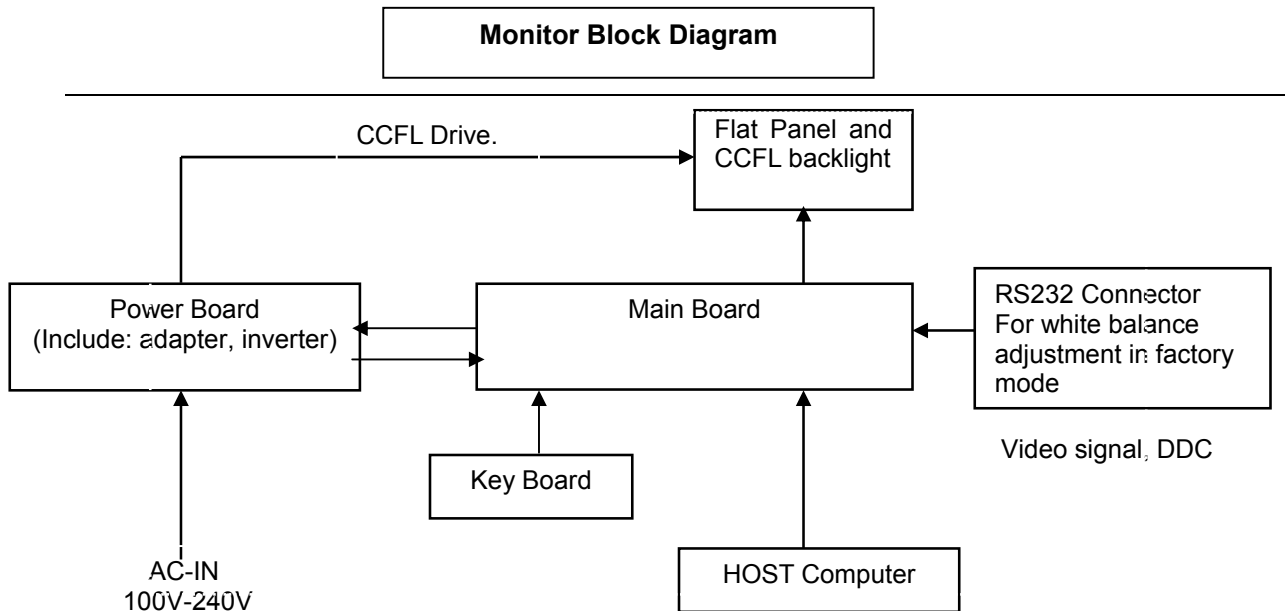 Monitor Block Diagram
CCFL Drive.
Flat Panel and
CCFL backlight
Power Board
(Include: adapter, inverter)
Main Board
RS232 Connector
For white balance
adjustment in factory
mode
Video signal, DDC
Key Board
AC-IN
100V-240V
HOST Computer